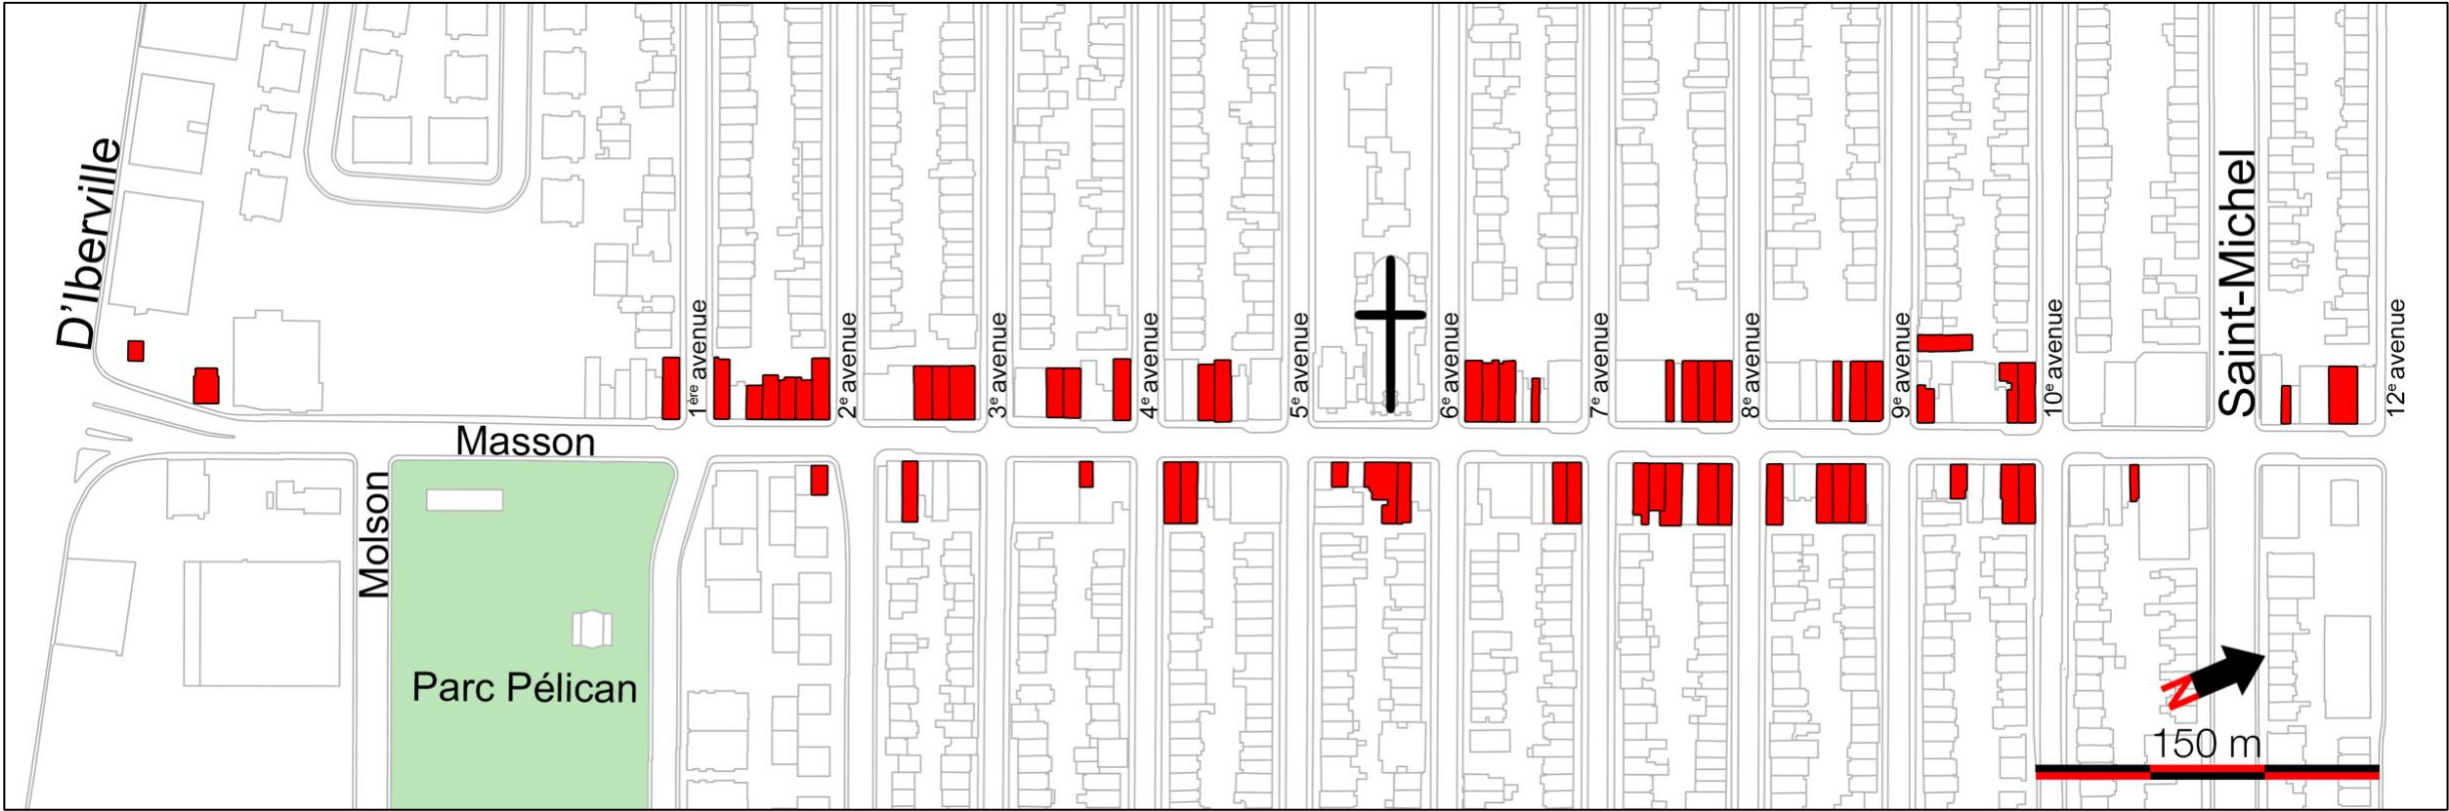 D'Iberville
Masson
Molson
Parc Pélican
1ère avenue
2e avenue
3e avenue
4e avenue
5e avenue
6e avenue
7e avenue
8e avenue
9e avenue
10e avenue
Saint-Michel
12e avenue
N
150 m